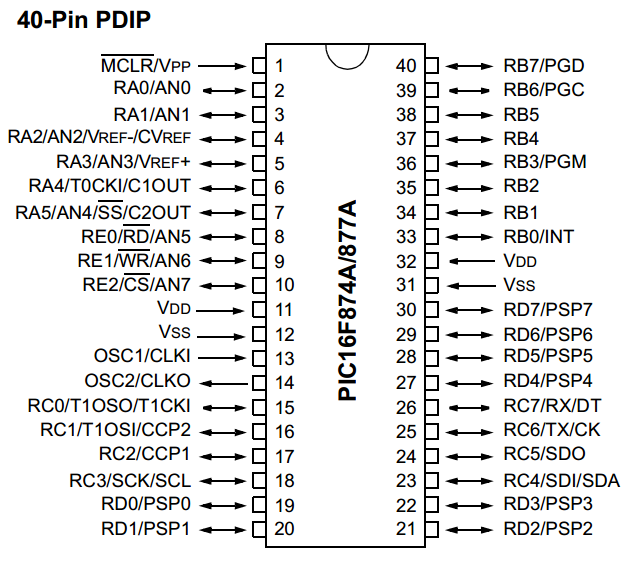 40-Pin PDIP
MCLR/VPP 1 40 RB7/PGD
RA0/AN0 2 39 RB6/PGC
RA1/AN1 3 38 RB5
RA2/AN2/VREF-/CVREF 4 37 RB4
RA3/AN3/VREF+ 5 36 RB3/PGM
RA4/T0CKI/C1OUT 6 35 RB2
RA5/AN4/SS/C2OUT 7 34 RB1
RE0/RD/AN5 8 33 RB0/INT
RE1/WR/AN6 9 32 VDD
RE2/CS/AN7 10 31 VSS
VDD 11 30 RD7/PSP7
VSS 12 29 RD6/PSP6
OSC1/CLKI 13 28 RD5/PSP5
OSC2/CLKO 14 27 RD4/PSP4
RC0/T1OSO/T1CKI 15 26 RC7/RX/DT
RC1/T1OSI/CCP2 16 25 RC6/TX/CK
RC2/CCP1 17 24 RC5/SDO
RC3/SCK/SCL 18 23 RC4/SDI/SDA
RD0/PSP0 19 22 RD3/PSP3
RD1/PSP1 20 21 RD2/PSP2
PIC16F874A/877A